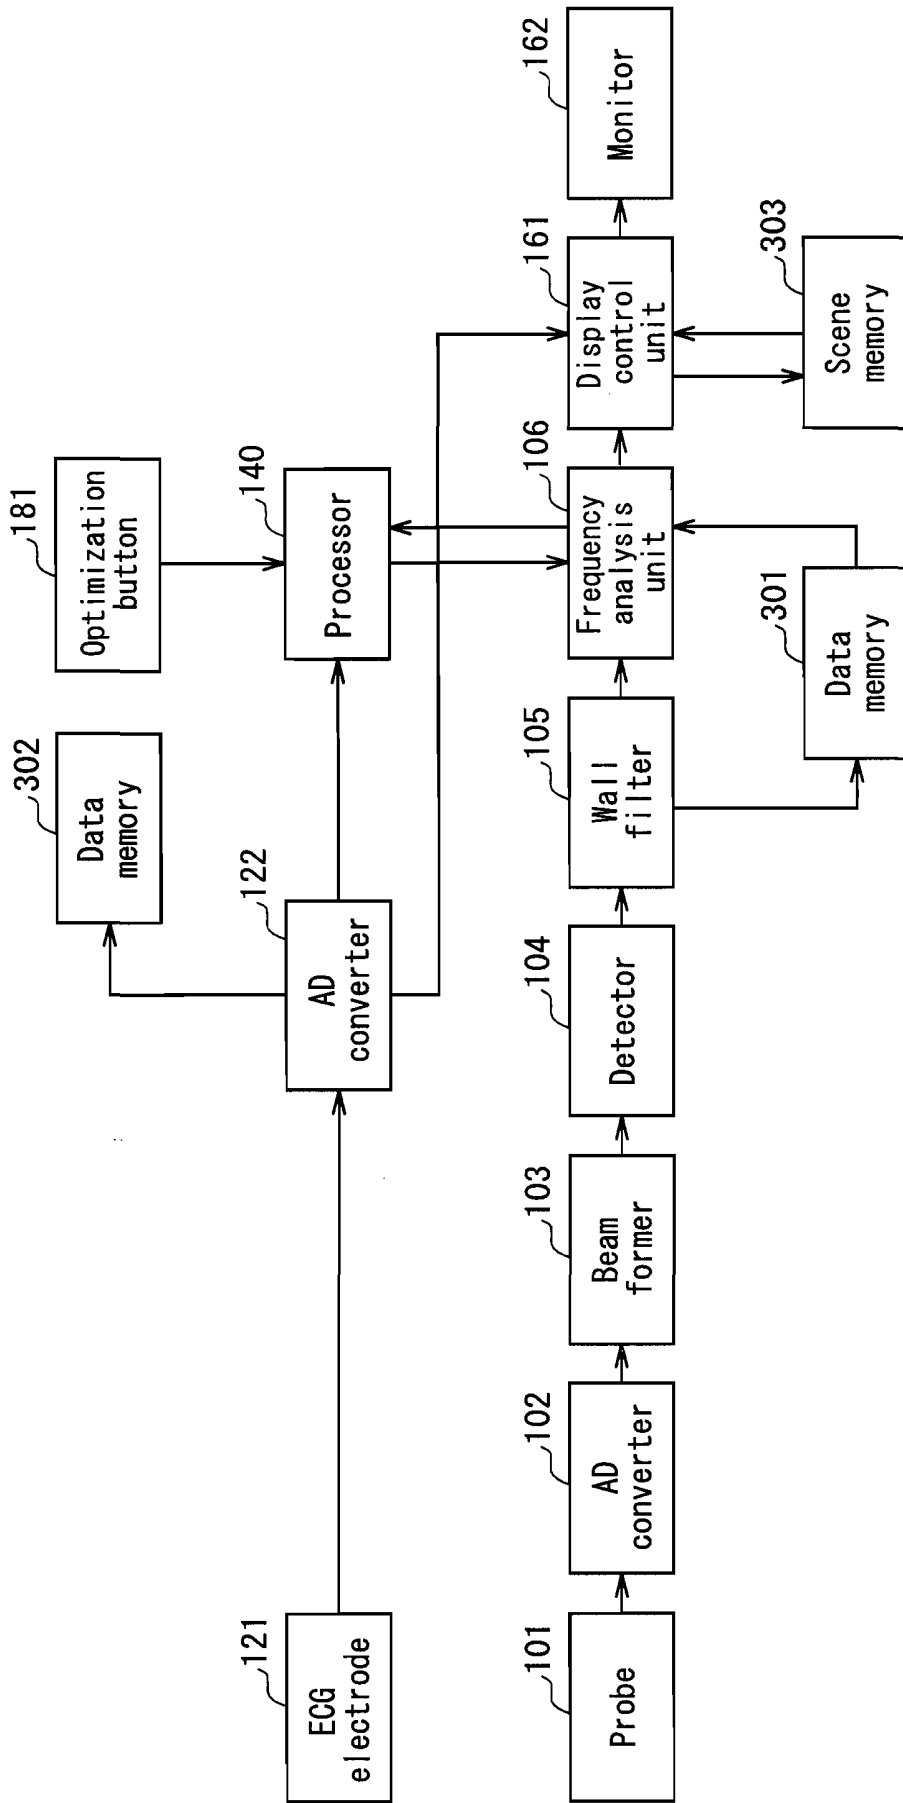 121
ECG
electrode
122
AD
converter
302
Data
memory
181
Optimization
button
140
Processor
101
Probe
102
AD
converter
103
Beam
former
104
Detector
105
Wall
filter
106
Frequency
analysis
unit
161
Display
control
unit
162
Monitor
301
Data
memory
303
Scene
memory